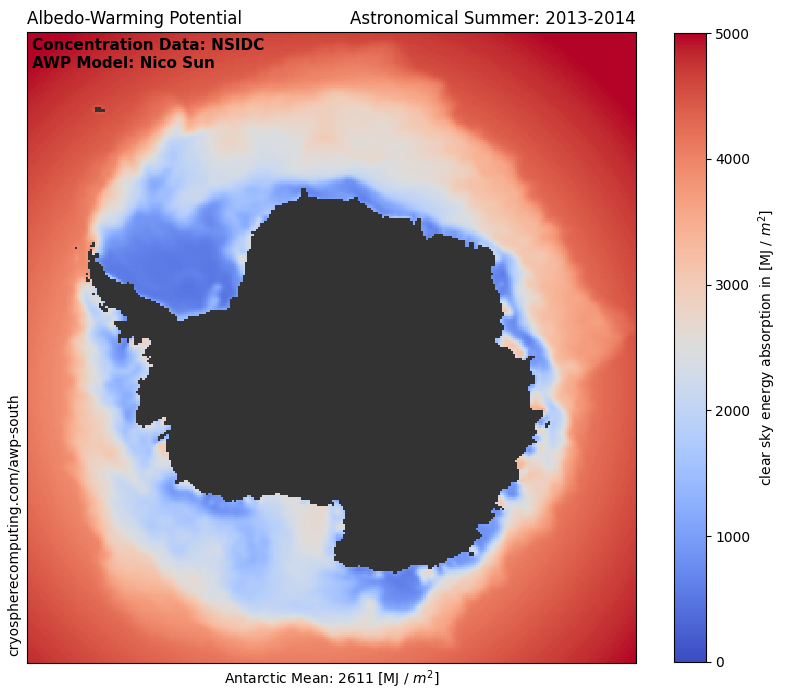 Albedo-Warming Potential
Astronomical Summer: 2013-2014
Concentration Data: NSIDC
AWP Model: Nico Sun
cryospherecomputing.com/awp-south
Antarctic Mean: 2611 [MJ / m²]
5000
4000
3000
2000
1000
0
clear sky energy absorption in [MJ / m²]